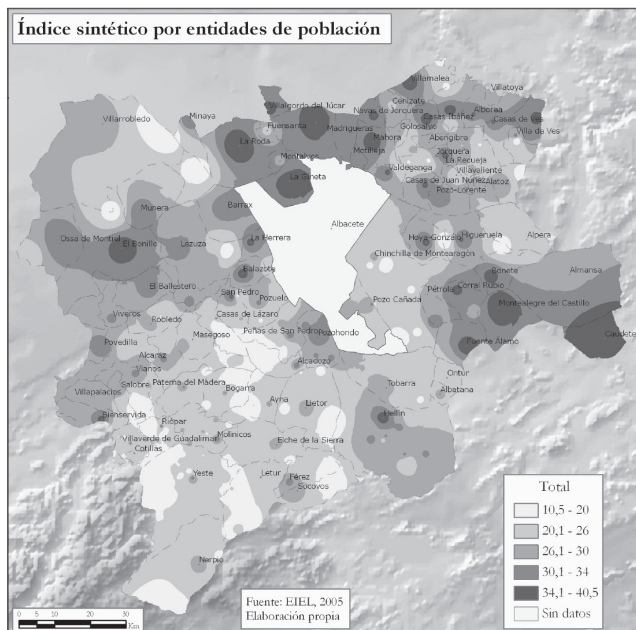 Índice sintético por entidades de población
Villamalea
Villatoya
Cenizate
Villalgordo del Júcar
Navas de Jorquera
Alborea
Casas Ibáñez
Casas de Ves
Villarrobledo
Minaya
Fuensanta
Madrigueras
Golosalvo
Mahora
Villa de Ves
La Roda
Abengibre
Motilleja
Jorquera
Montalvos
La Recueja
Valdeganga
Villavaliente
La Gineta
Casas de Juan Núñez
Alatoz
Pozo-Lorente
Munera
Barrax
Albacete
Ossa de Montiel
El Bonillo
Lezuza
La Herrera
Hoya-Gonzalo
Higueruela
Alpera
Chinchilla de Montearagón
Balazote
Bonete
Almansa
El Ballestero
San Pedro
Pétrola
Corral Rubio
Pozuelo
Pozo Cañada
Montealegre del Castillo
Viveros
Casas de Lázaro
Robledo
Masegoso
Peñas de San Pedro
Pozohondo
Caudete
Povedilla
Fuente Álamo
Alcaraz
Alcadozo
Vianos
Ontur
Salobre
Paterna del Madera
Tobarra
Villapalacios
Bogarra
Albatana
Ayna
Lietor
Bienservida
Hellín
Riópar
Villaverde de Guadalimar
Molinicos
Elche de la Sierra
Cotillas
Yeste
Letur
Férez
Socovos
Nerpio
Total
10,5 - 20
20,1 - 26
26,1 - 30
30,1 - 34
34,1 - 40,5
Sin datos
Fuente: EIEL, 2005
Elaboración propia
0 5 10 20 30
Km